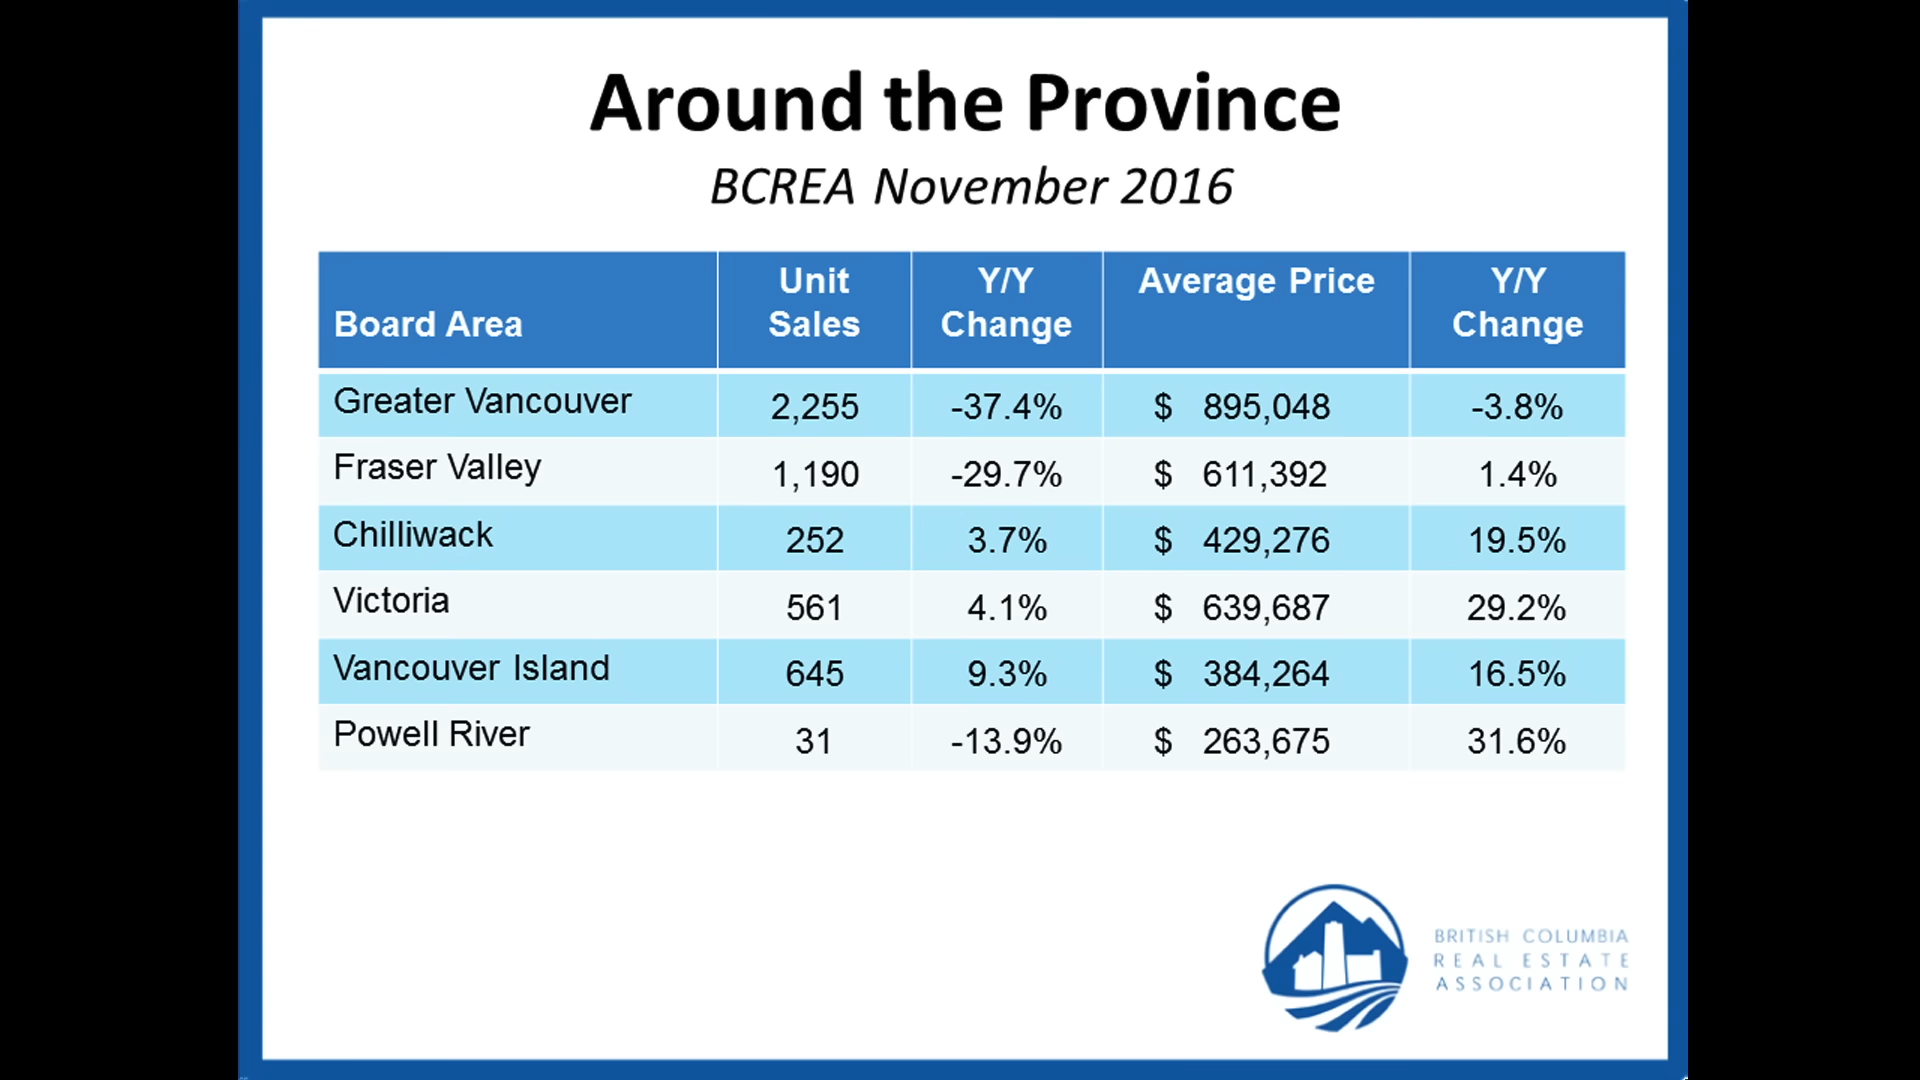 Around the Province
BCREA November 2016
Board Area Unit Sales Y/Y Change Average Price Y/Y Change
Greater Vancouver 2,255 -37.4% $ 895,048 -3.8%
Fraser Valley 1,190 -29.7% $ 611,392 1.4%
Chilliwack 252 3.7% $ 429,276 19.5%
Victoria 561 4.1% $ 639,687 29.2%
Vancouver Island 645 9.3% $ 384,264 16.5%
Powell River 31 -13.9% $ 263,675 31.6%
BRITISH COLUMBIA
REAL ESTATE
ASSOCIATION